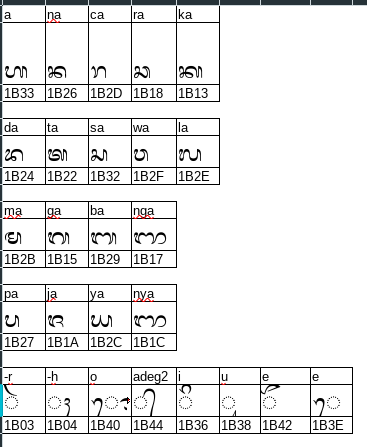 a na ca ra ka
ᬳ ᬦ ᬭ ᬘ ᬓ
1B33 1B26 1B2D 1B18 1B13
da ta sa wa la
ᬤ ᬢ ᬲ ᬯ ᬮ
1B24 1B22 1B32 1B2F 1B2E
ma ga ba nga
ᬫ ᬕ ᬩ ᬗ
1B2B 1B15 1B29 1B17
pa ja ya nya
ᬧ ᬚ ᬬ ᬜ
1B27 1B1A 1B2C 1B1C
-r -h o adeg2 i u e e
◌ᬃ ◌ᬄ ◌ᭀ ◌᭄ ◌ᬶ ◌ᬸ ◌ᭂ ◌ᬾ
1B03 1B04 1B40 1B44 1B36 1B38 1B42 1B3E